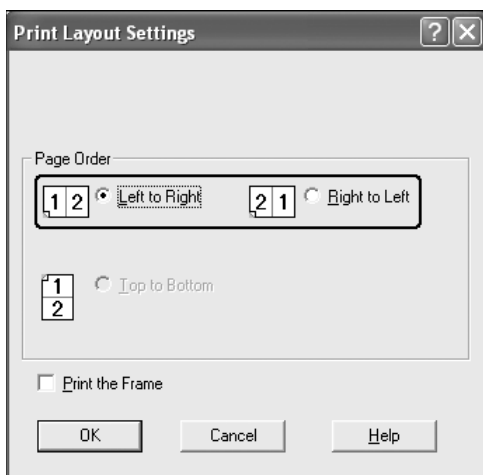 Print Layout Settings
Page Order
1 2 Left to Right 2 1 Right to Left
1
2
Top to Bottom
Print the Frame
OK Cancel Help